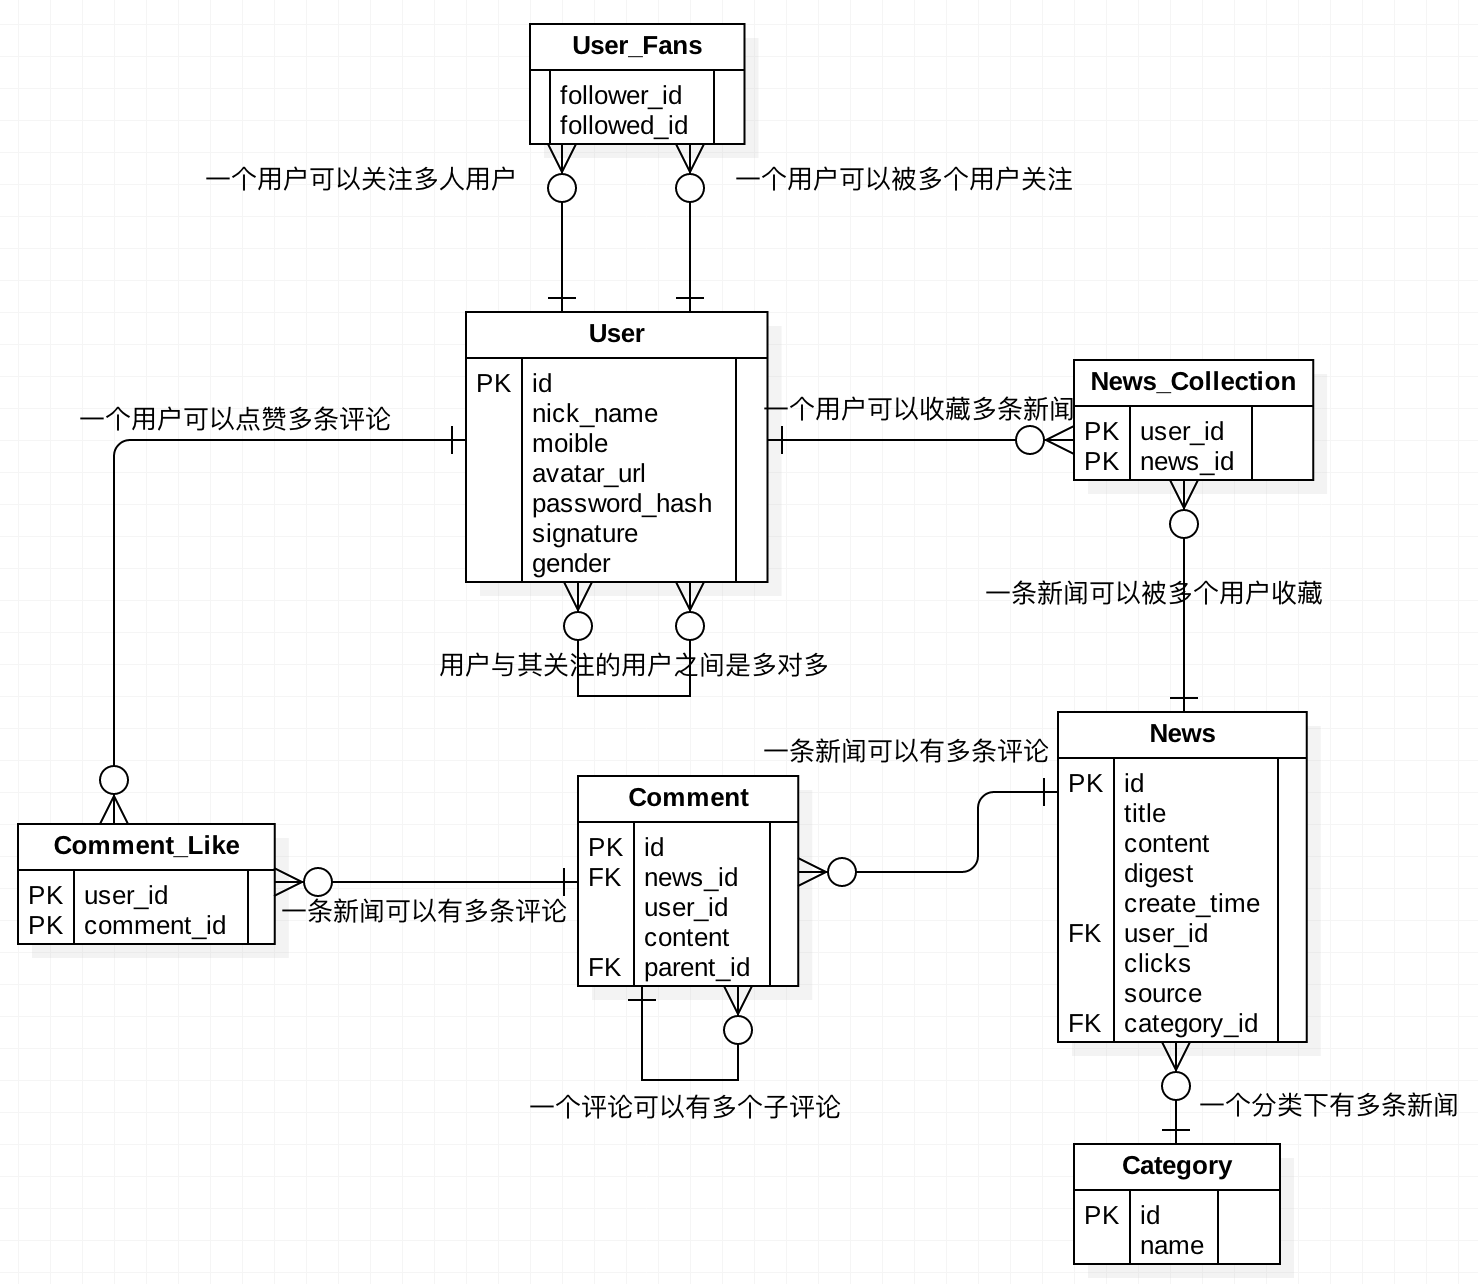 User_Fans
follower_id
followed_id
一个用户可以关注多人用户
一个用户可以被多个用户关注
User
PK id
nick_name
moible
avatar_url
password_hash
signature
gender
一个用户可以点赞多条评论
一个用户可以收藏多条新闻
News_Collection
PK user_id
PK news_id
一条新闻可以被多个用户收藏
用户与其关注的用户之间是多对多
一条新闻可以有多条评论
News
PK id
title
content
digest
create_time
FK user_id
clicks
source
FK category_id
Comment
PK id
FK news_id
user_id
content
FK parent_id
Comment_Like
PK user_id
PK comment_id
一条新闻可以有多条评论
一个评论可以有多个子评论
一个分类下有多条新闻
Category
PK id
name